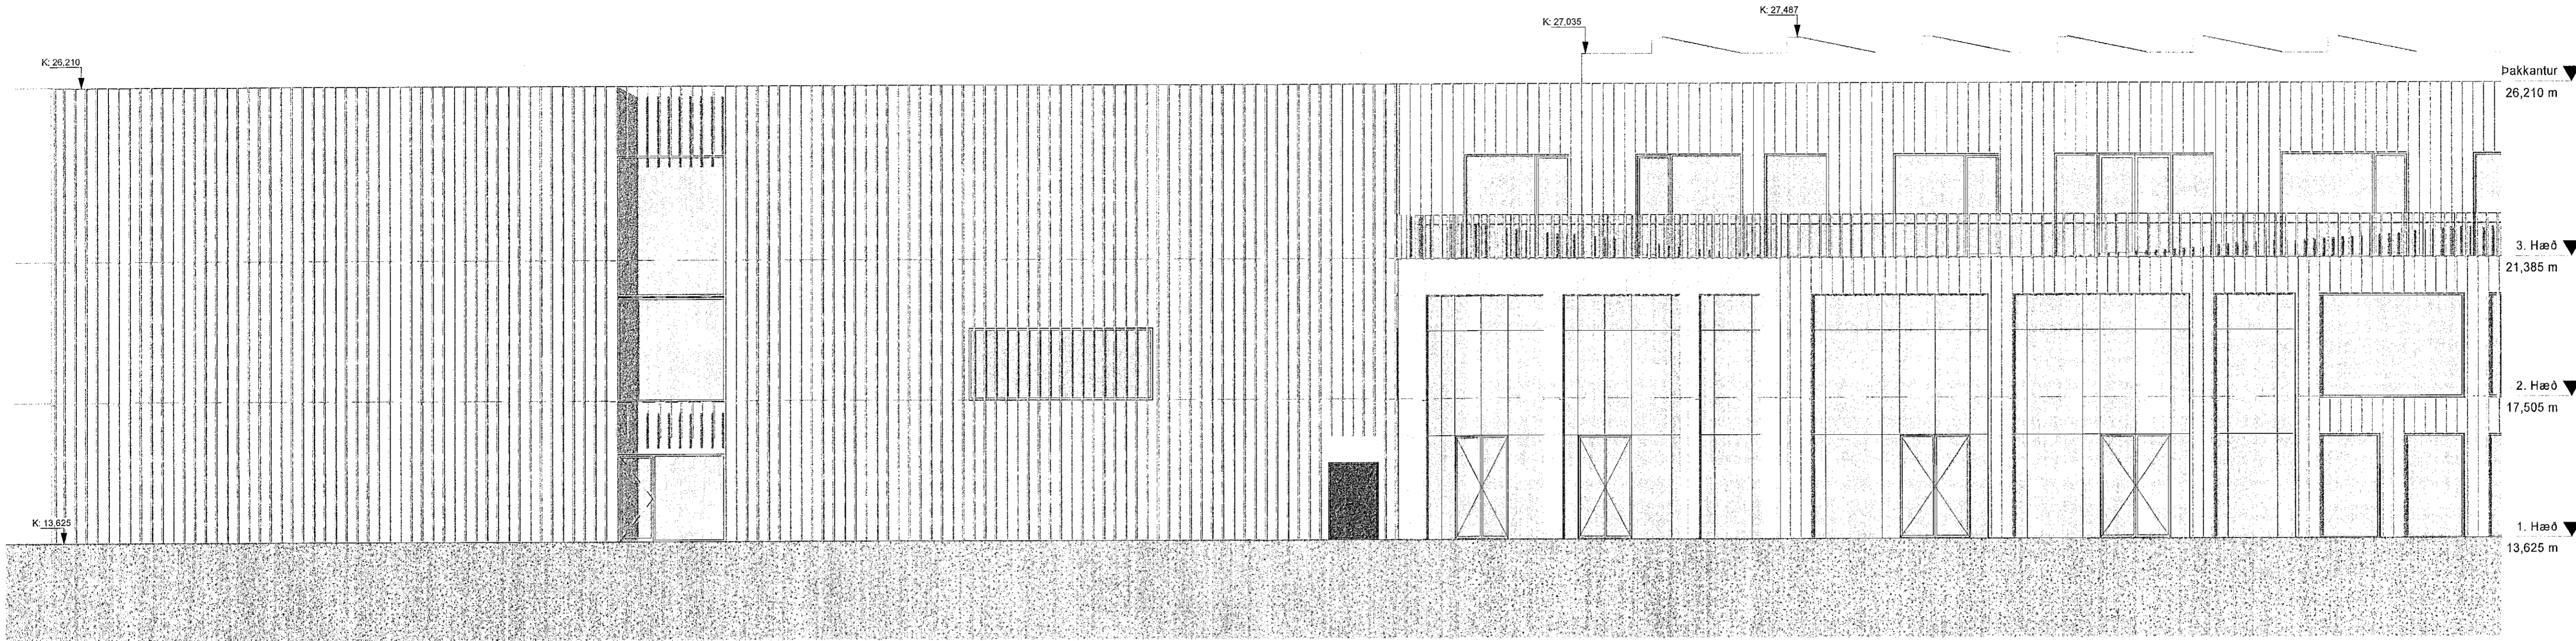 K: 27,487
K: 27,035
K: 26,210
Þakkantur
26,210 m
3. Hæð
21,385 m
2. Hæð
17,505 m
K: 13,625
1. Hæð
13,625 m